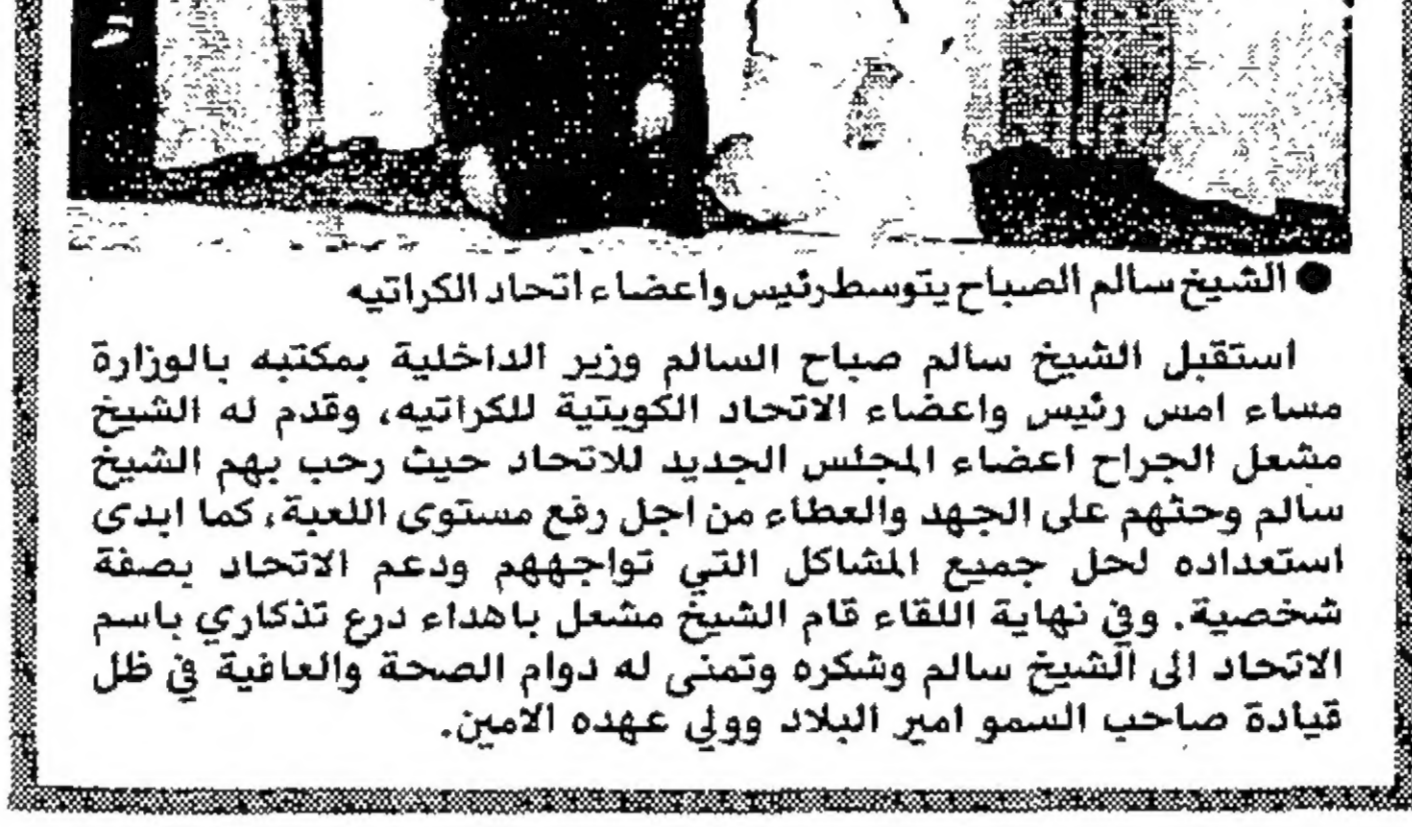 ● الشيخ سالم الصباح يتوسط رئيس واعضاء اتحاد الكراتيه
استقبل الشيخ سالم صباح السالم وزير الداخلية بمكتبه بالوزارة
مساء امس رئيس واعضاء الاتحاد الكويتية للكراتيه، وقدم له الشيخ
مشعل الجراح اعضاء المجلس الجديد للاتحاد حيث رحب بهم الشيخ
سالم وحثهم على الجهد والعطاء من اجل رفع مستوى اللعبة، كما ابدى
استعداده لحل جميع المشاكل التي تواجههم ودعم الاتحاد بصفة
شخصية. وفي نهاية اللقاء قام الشيخ مشعل باهداء درع تذكاري باسم
الاتحاد الى الشيخ سالم وشكره وتمنى له دوام الصحة والعافية في ظل
قيادة صاحب السمو امير البلاد وولي عهده الامين.